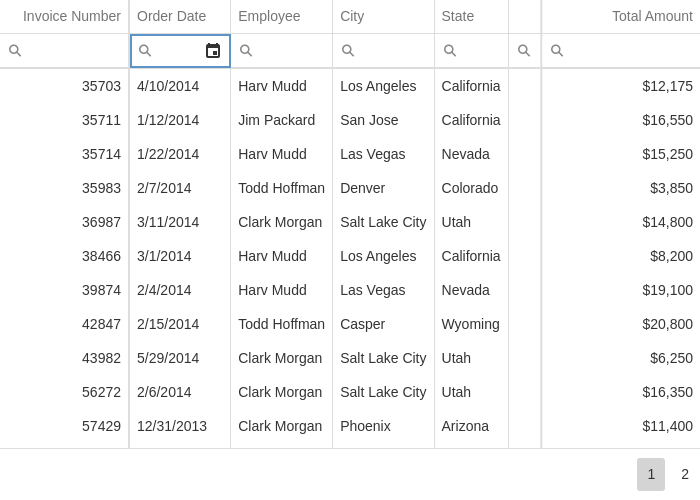 Invoice Number Order Date Employee City State Total Amount
35703 4/10/2014 Harv Mudd Los Angeles California $12,175
35711 1/12/2014 Jim Packard San Jose California $16,550
35714 1/22/2014 Harv Mudd Las Vegas Nevada $15,250
35983 2/7/2014 Todd Hoffman Denver Colorado $3,850
36987 3/11/2014 Clark Morgan Salt Lake City Utah $14,800
38466 3/1/2014 Harv Mudd Los Angeles California $8,200
39874 2/4/2014 Harv Mudd Las Vegas Nevada $19,100
42847 2/15/2014 Todd Hoffman Casper Wyoming $20,800
43982 5/29/2014 Clark Morgan Salt Lake City Utah $6,250
56272 2/6/2014 Clark Morgan Salt Lake City Utah $16,350
57429 12/31/2013 Clark Morgan Phoenix Arizona $11,400
1 2